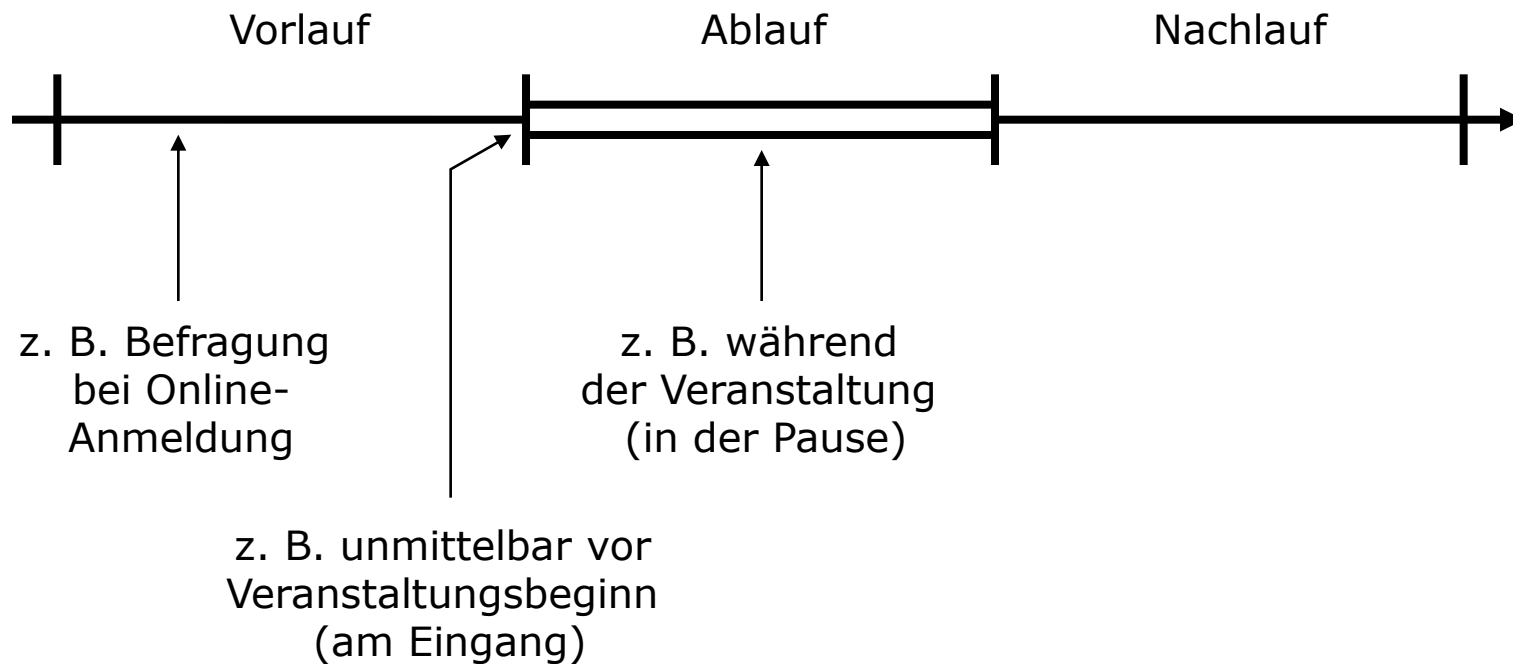 Vorlauf
Ablauf
Nachlauf
z. B. Befragung
bei Online-
Anmeldung
z. B. während
der Veranstaltung
(in der Pause)
z. B. unmittelbar vor
Veranstaltungsbeginn
(am Eingang)